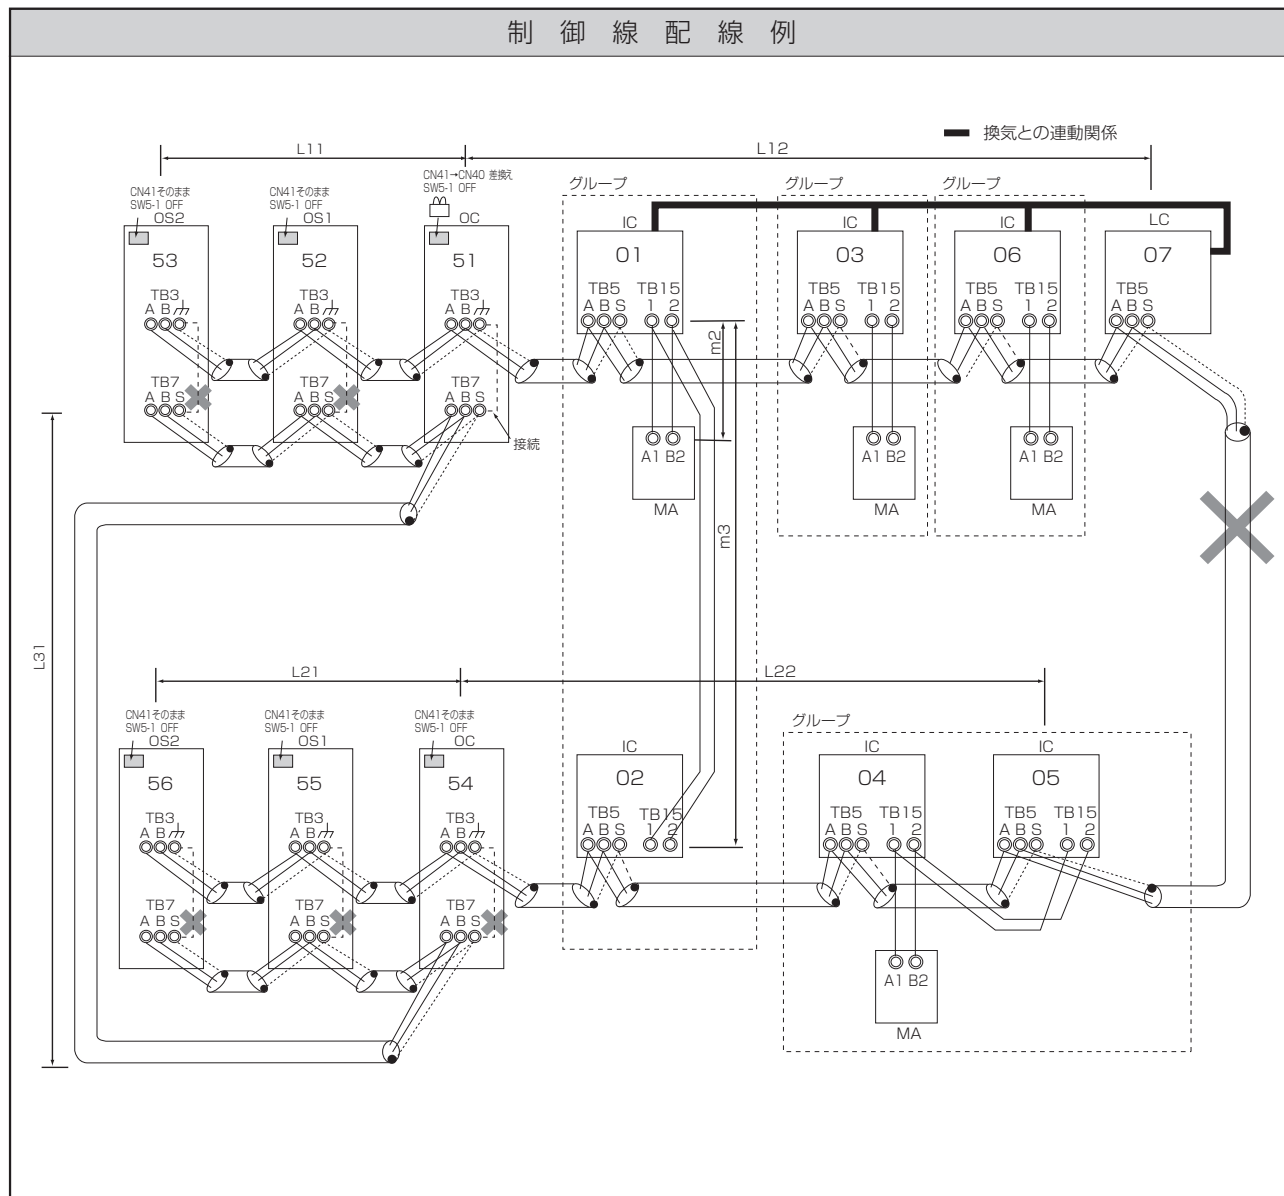 制御線配線例
換気との連動関係
L11
L12
CN41そのまま
SW5-1 OFF
OS2
CN41そのまま
SW5-1 OFF
OS1
CN41→CN40 差換え
SW5-1 OFF
OC
グループ
グループ
グループ
IC
IC
IC
LC
53
52
51
01
03
06
07
TB3
A B
TB3
A B
TB3
A B
TB5
A B S
TB15
1 2
TB5
A B S
TB15
1 2
TB5
A B S
TB15
1 2
TB5
A B S
TB7
A B S
TB7
A B S
TB7
A B S
接続
m2
A1 B2
MA
A1 B2
MA
A1 B2
MA
m3
L31
L21
L22
CN41そのまま
SW5-1 OFF
OS2
CN41そのまま
SW5-1 OFF
OS1
CN41そのまま
SW5-1 OFF
OC
グループ
IC
IC
IC
56
55
54
02
04
05
TB3
A B
TB3
A B
TB3
A B
TB5
A B S
TB15
1 2
TB5
A B S
TB15
1 2
TB5
A B S
TB15
1 2
TB7
A B S
TB7
A B S
TB7
A B S
A1 B2
MA